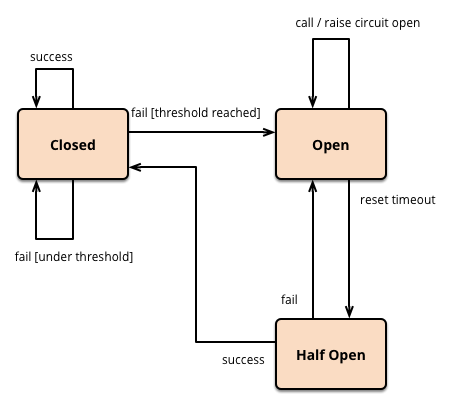 call / raise circuit open
success
fail [threshold reached]
Closed
Open
reset timeout
fail [under threshold]
fail
Half Open
success